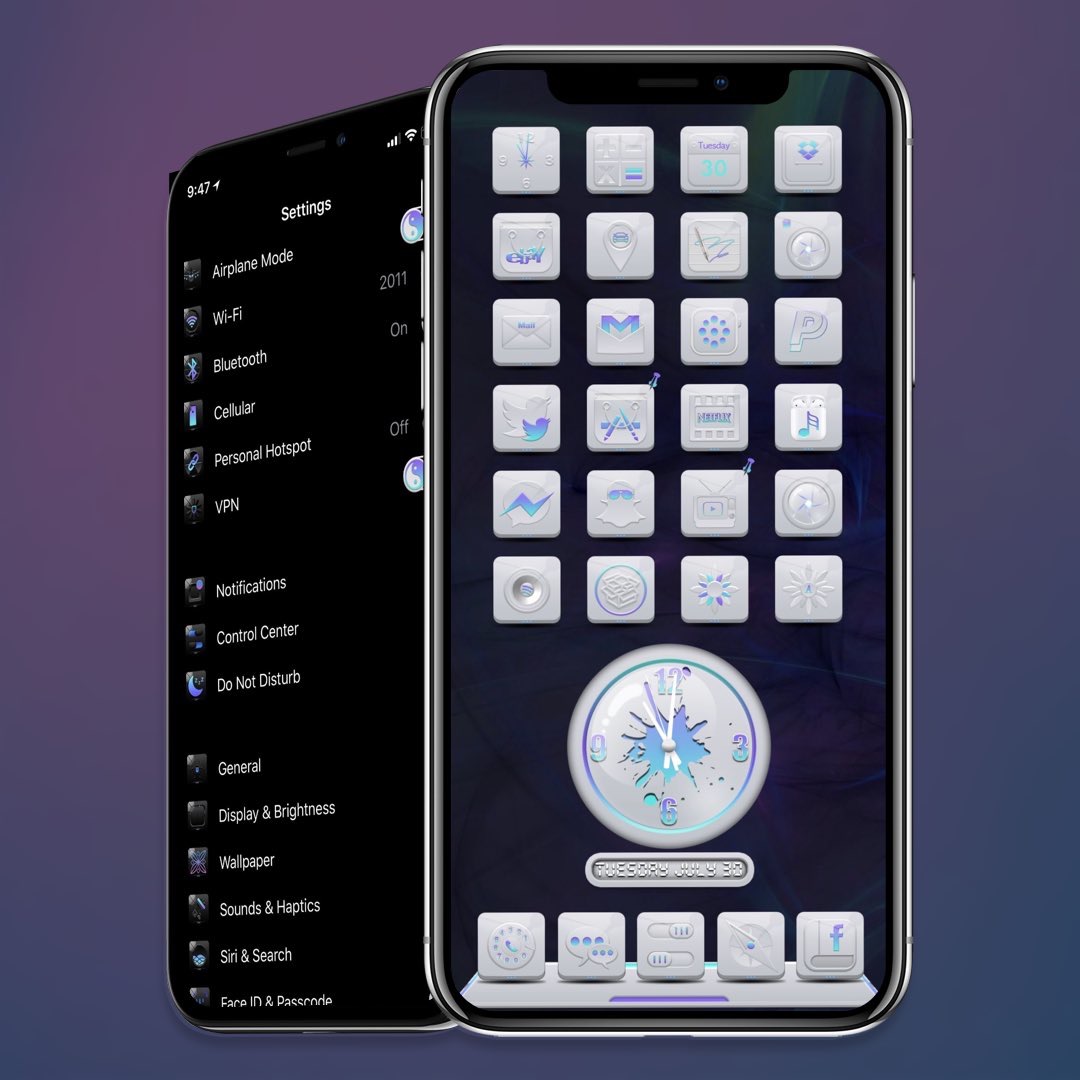 9:47
Settings
Airplane Mode
Wi-Fi
2011
Bluetooth
On
Cellular
Personal Hotspot
Off
VPN
Notifications
Control Center
Do Not Disturb
General
Display & Brightness
Wallpaper
Sounds & Haptics
Siri & Search
Face ID & Passcode
12
9 3
6
Tuesday
30
ebay
Mail
NETFLIX
12
9 3
6
TUESDAY JULY 30